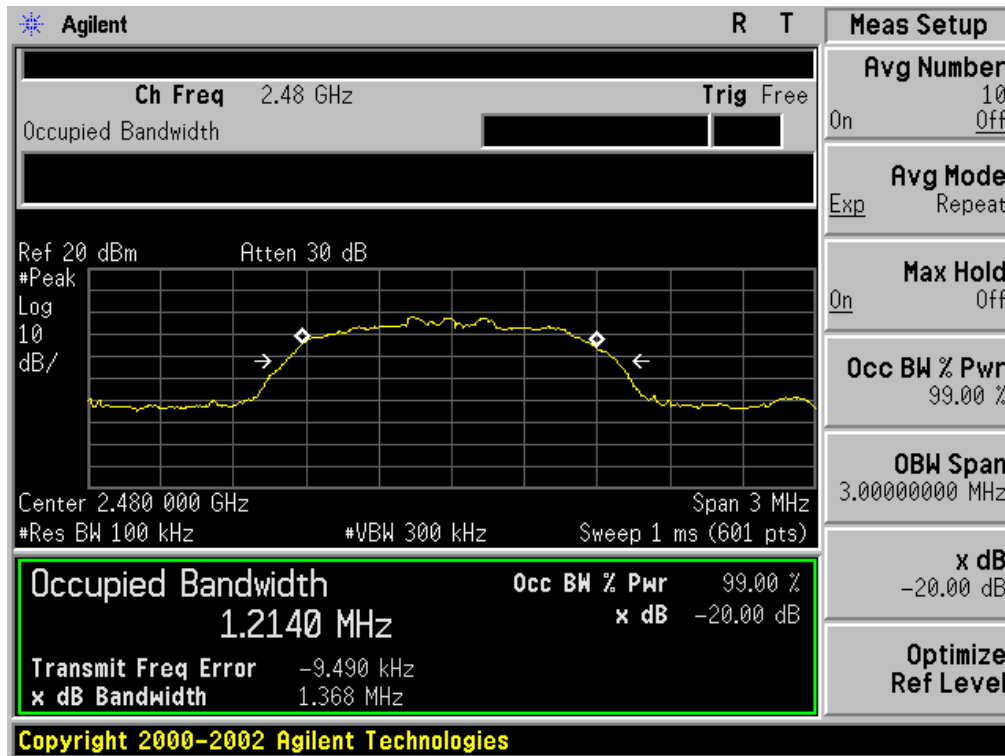 Agilent R T
Ch Freq 2.48 GHz Trig Free
Occupied Bandwidth
Ref 20 dBm Atten 30 dB
#Peak
Log
10
dB/
Center 2.480 000 GHz Span 3 MHz
#Res BW 100 kHz #VBW 300 kHz Sweep 1 ms (601 pts)
Occupied Bandwidth Occ BW % Pwr 99.00 %
1.2140 MHz x dB -20.00 dB
Transmit Freq Error -9.490 kHz
x dB Bandwidth 1.368 MHz
Copyright 2000-2002 Agilent Technologies
Meas Setup
Avg Number
10
On Off
Avg Mode
Exp Repeat
Max Hold
On Off
Occ BW % Pwr
99.00 %
OBW Span
3.00000000 MHz
x dB
-20.00 dB
Optimize
Ref Level